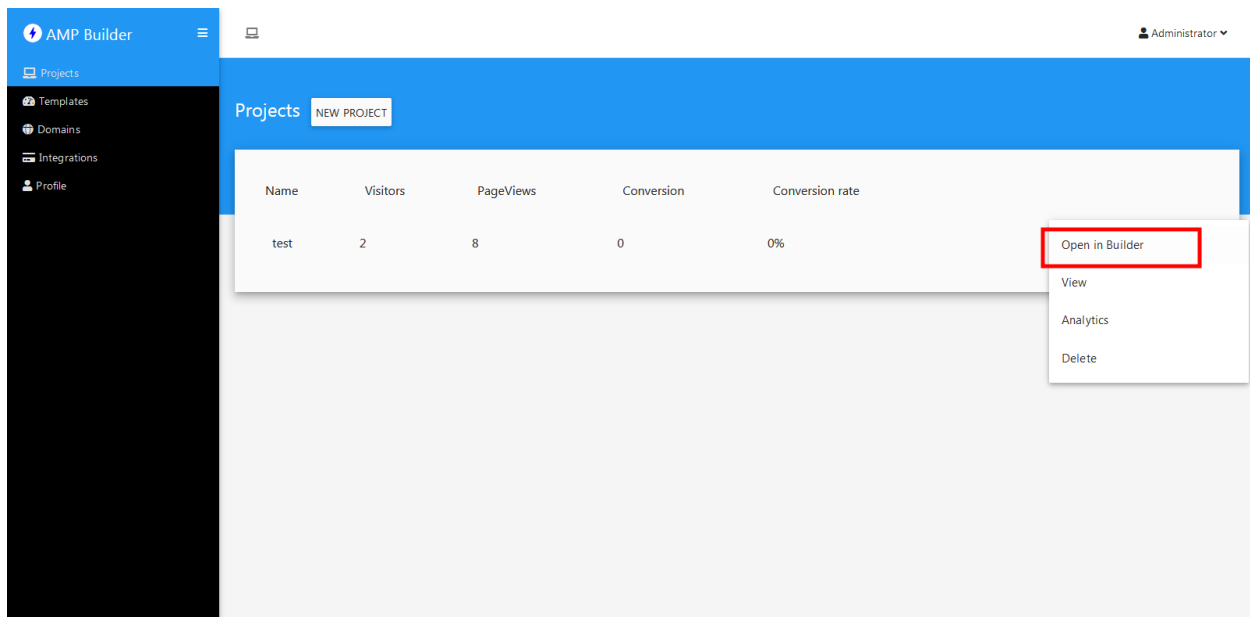 AMP Builder
Administrator
Projects
Templates
Domains
Integrations
Profile
Projects NEW PROJECT
Name Visitors PageViews Conversion Conversion rate
test 2 8 0 0%
Open in Builder
View
Analytics
Delete